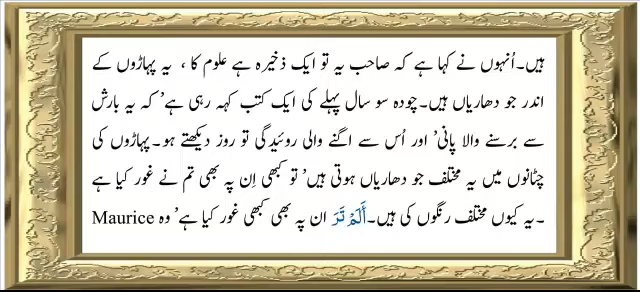 ہیں۔اُنہوں نے کہا ہے کہ صاحب یہ تو ایک ذخیرہ ہے علوم کا ، یہ پہاڑوں کے
اندر جو دھاریاں ہیں۔چودہ سو سال پہلے کی ایک کتب کہہ رہی ہے’ کہ یہ بارش
سے برسنے والا پانی’ اور اُس سے اگنے والی روئیدگی تو روز دیکھتے ہو۔پہاڑوں کی
چٹانوں میں یہ مختلف جو دھاریاں ہوتی ہیں’ تو کبھی اِن پہ بھی تم نے غور کیا ہے
۔یہ کیوں مختلف رنگوں کی ہیں۔اَلَمْ تَرَ ان پہ بھی کبھی غور کیا ہے’ وہ Maurice